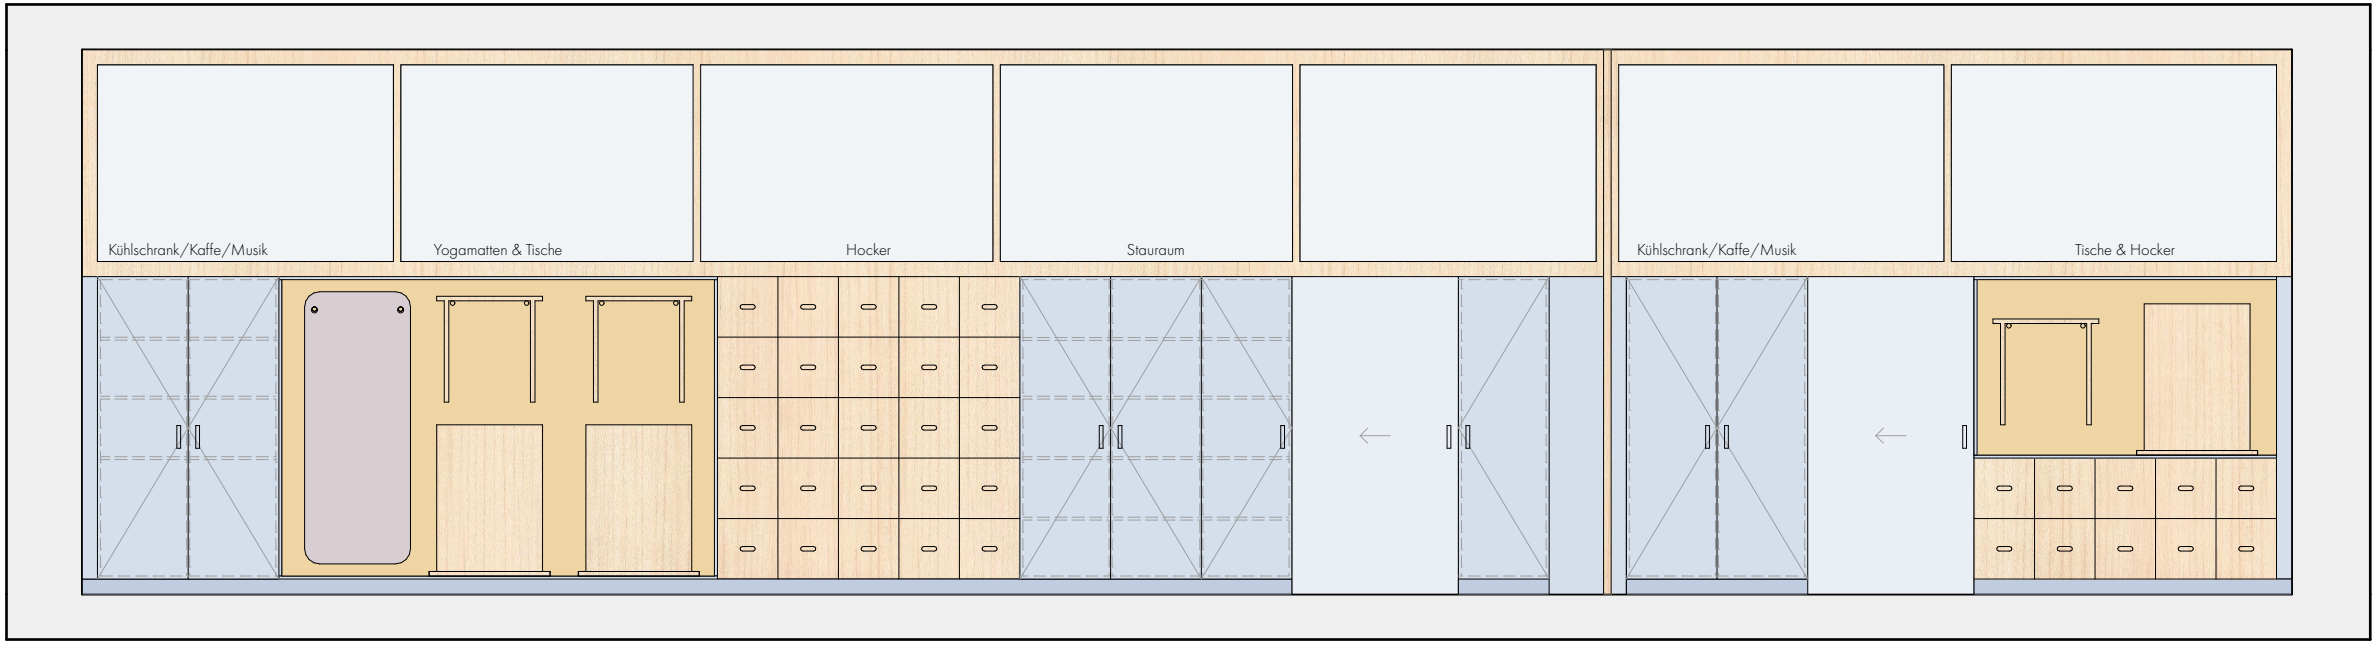 Kühlschrank/Kaffe/Musik
Yogamatten & Tische
Hocker
Stauraum
Kühlschrank/Kaffe/Musik
Tische & Hocker